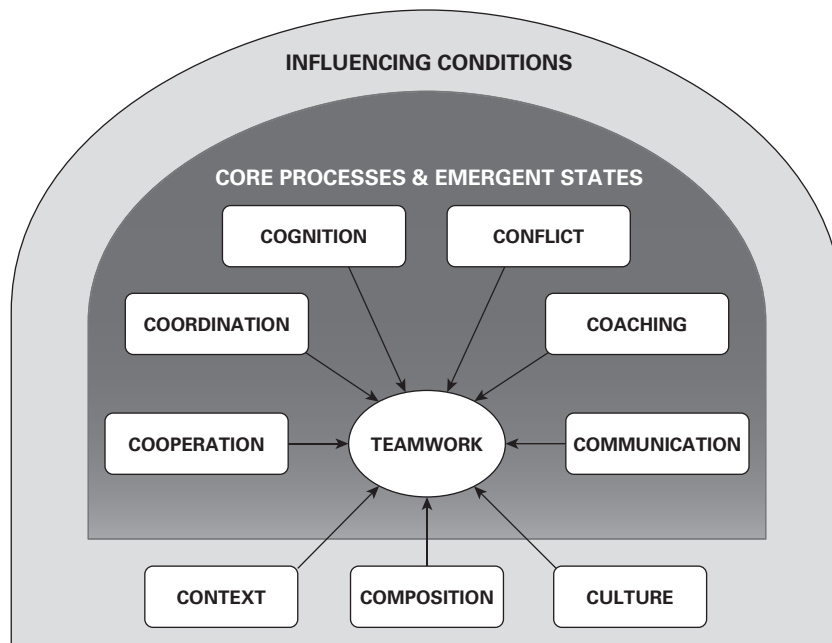 INFLUENCING CONDITIONS
CORE PROCESSES & EMERGENT STATES
COGNITION
CONFLICT
COORDINATION
COACHING
COOPERATION
TEAMWORK
COMMUNICATION
CONTEXT
COMPOSITION
CULTURE